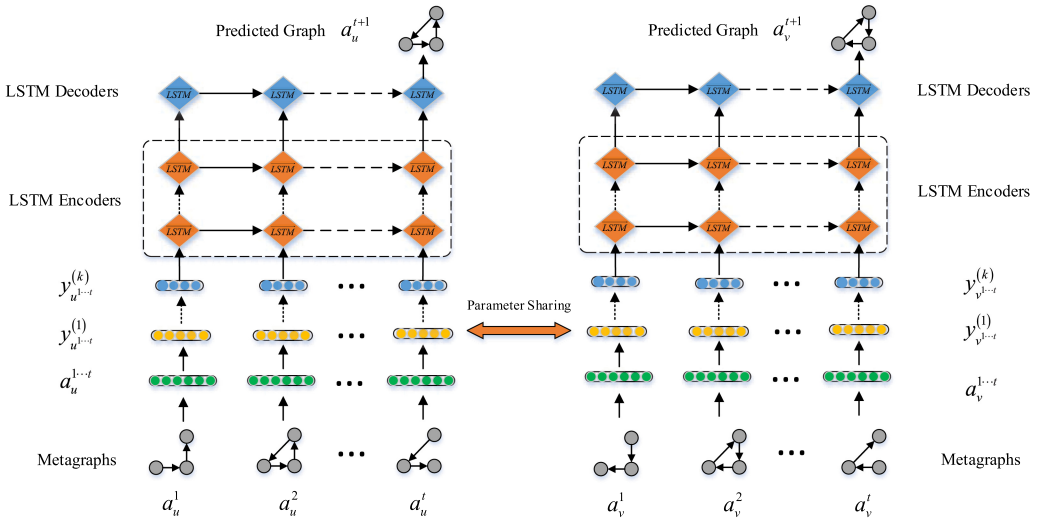 Predicted Graph a_u^{t+1}
Predicted Graph a_v^{t+1}
LSTM Decoders
LSTM LSTM LSTM
LSTM LSTM LSTM
LSTM Decoders
LSTM LSTM LSTM
LSTM LSTM LSTM
LSTM Encoders
LSTM Encoders
LSTM LSTM LSTM
LSTM LSTM LSTM
y_{u^{1···t}}^{(k)}
...
...
y_{v^{1···t}}^{(k)}
Parameter Sharing
y_{u^{1···t}}^{(1)}
...
...
y_{v^{1···t}}^{(1)}
a_u^{1···t}
...
...
a_v^{1···t}
Metagraphs
...
...
Metagraphs
a_u^1 a_u^2 a_u^t
a_v^1 a_v^2 a_v^t